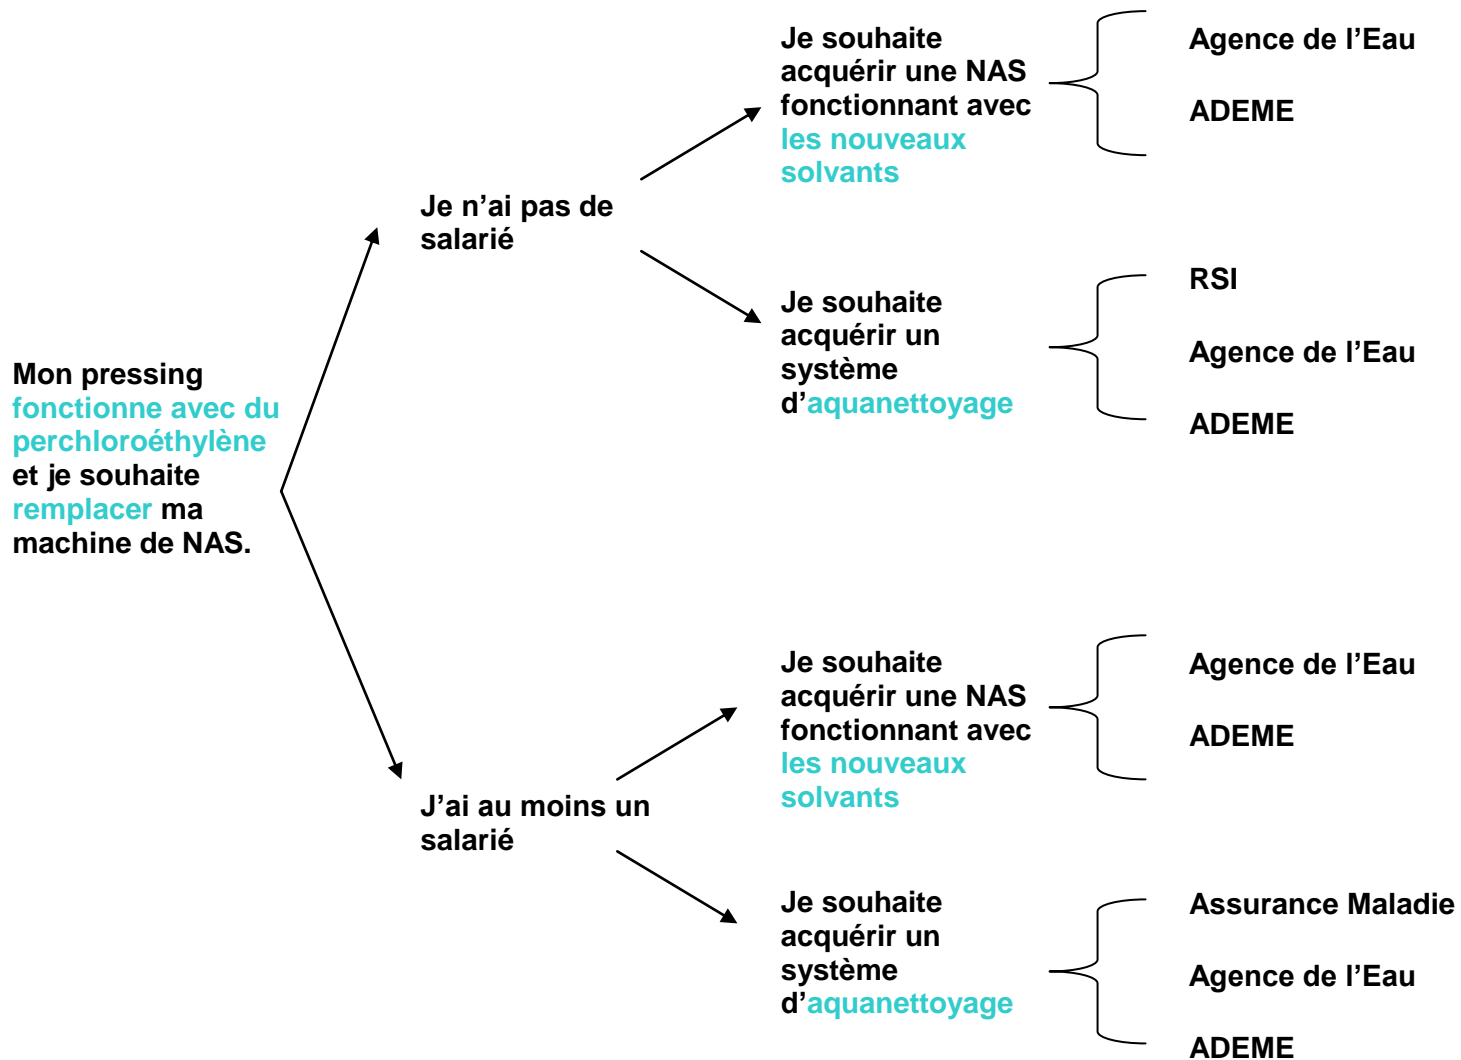 Mon pressing
fonctionne avec du
perchloroéthylène
et je souhaite
remplacer ma
machine de NAS.
Je n’ai pas de
salarié
Je souhaite
acquérir une NAS
fonctionnant avec
les nouveaux
solvants
Agence de l’Eau
ADEME
Je souhaite
acquérir un
système
d’aquanettoyage
RSI
Agence de l’Eau
ADEME
J’ai au moins un
salarié
Je souhaite
acquérir une NAS
fonctionnant avec
les nouveaux
solvants
Agence de l’Eau
ADEME
Je souhaite
acquérir un
système
d’aquanettoyage
Assurance Maladie
Agence de l’Eau
ADEME